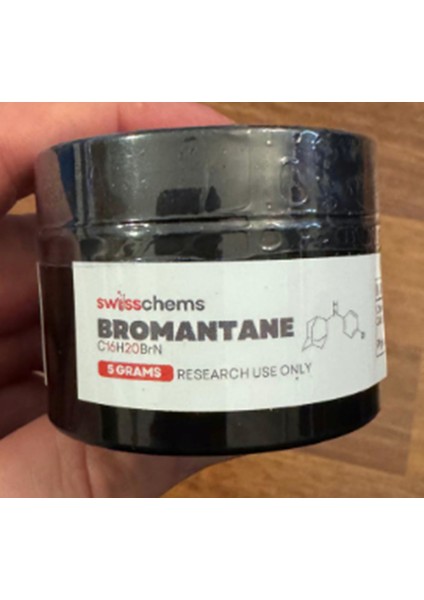 swisschems
BROMANTANE
C16H20BrN
5 GRAMS RESEARCH USE ONLY